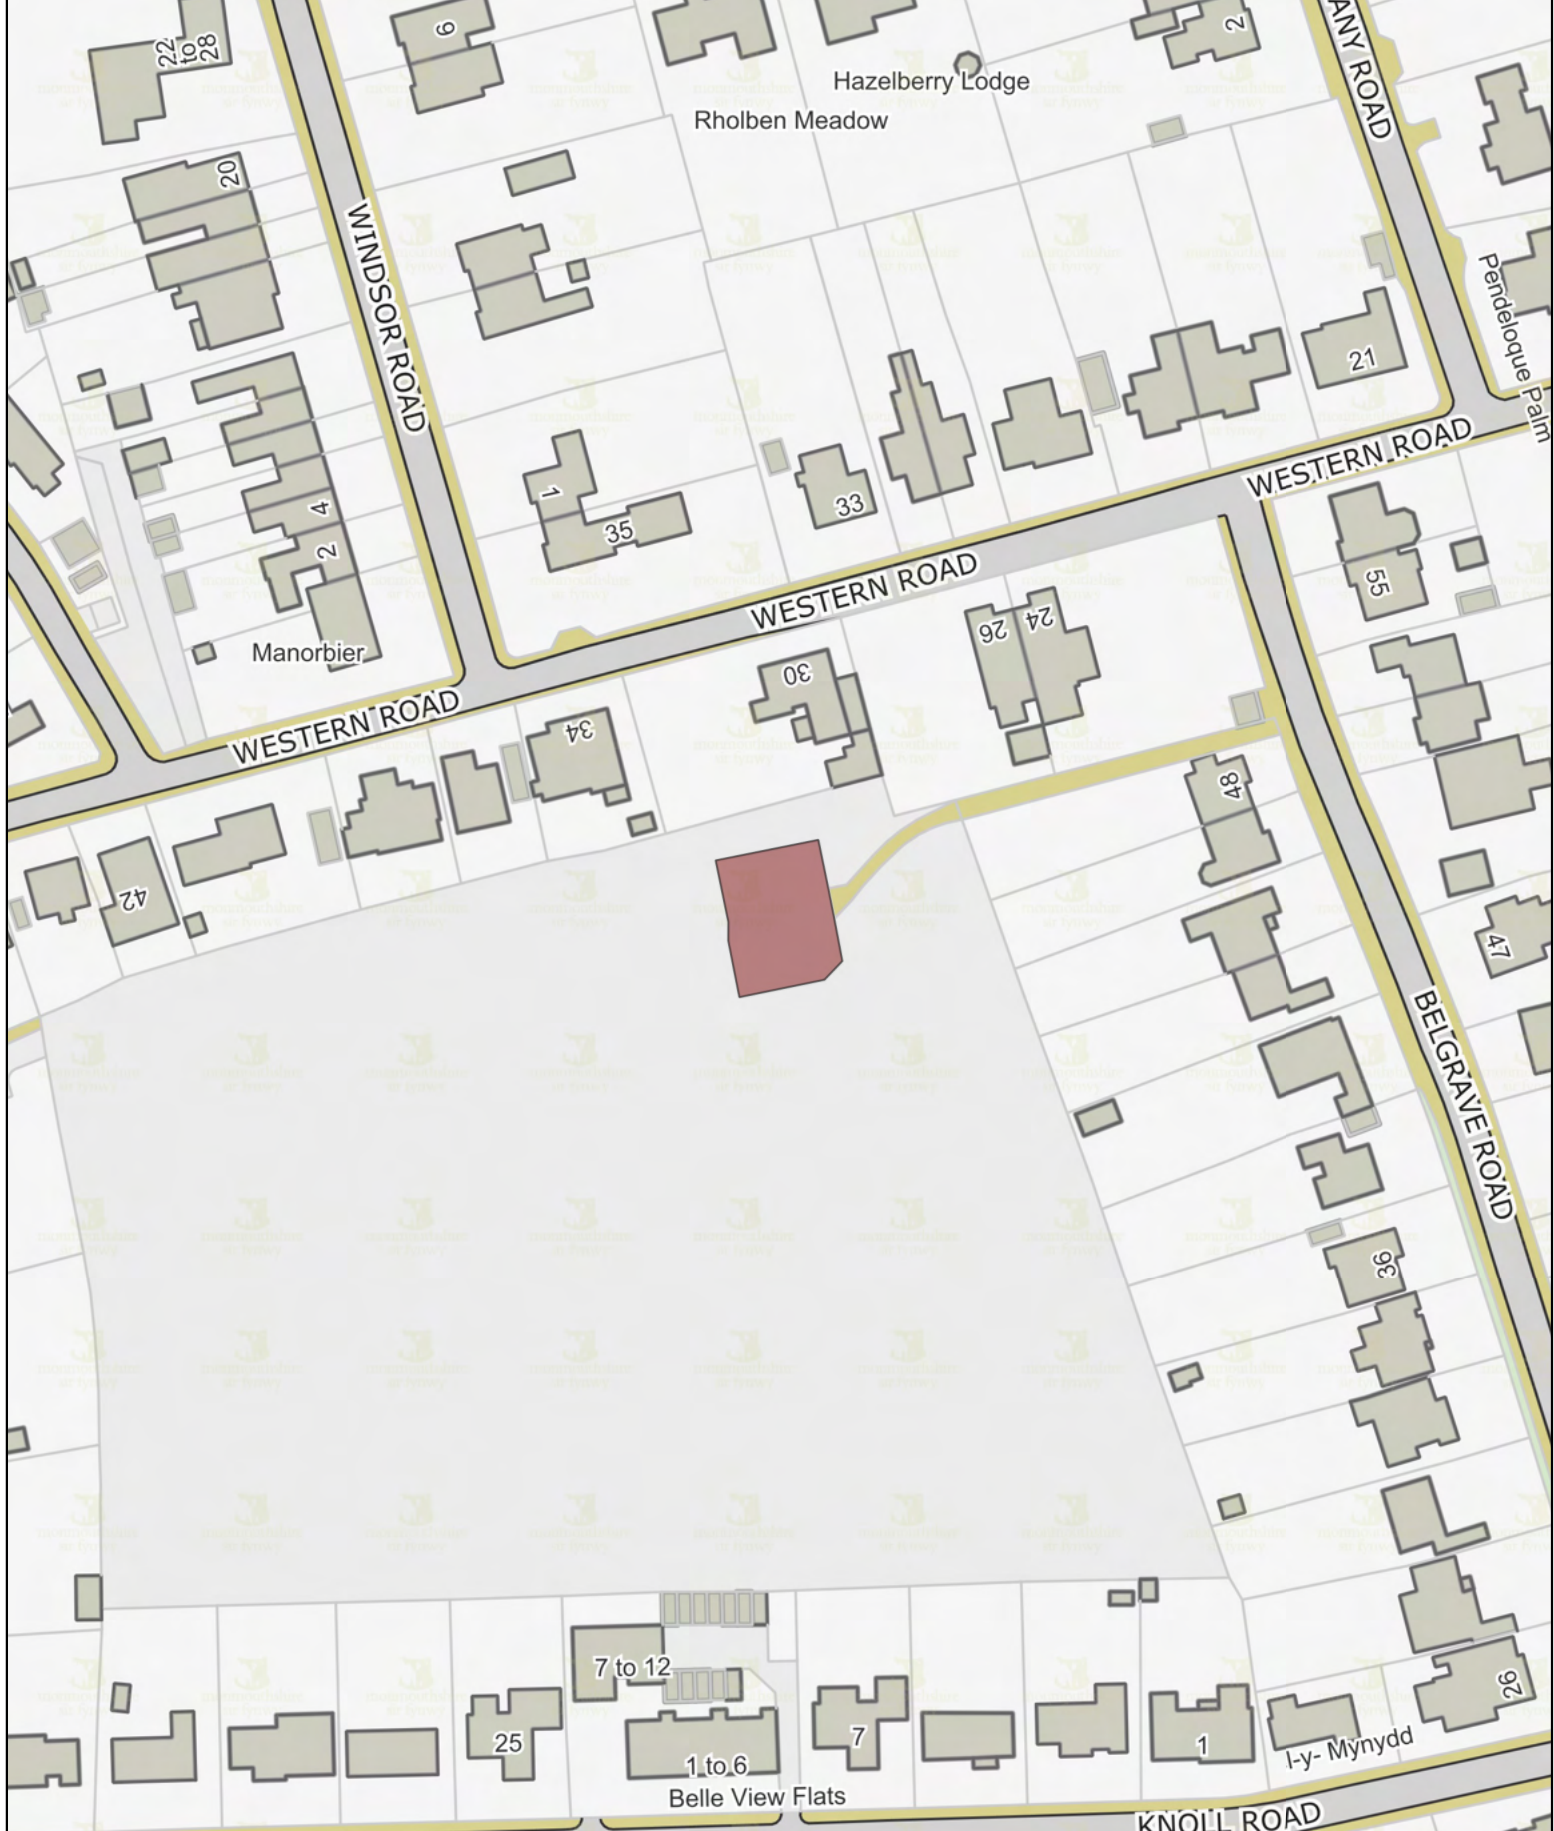 22
to
28
6
2
Hazelberry Lodge
ANY ROAD
Rholben Meadow
20
WINDSOR ROAD
Pendeloque Palm
21
WESTERN ROAD
1
4
33
35
2
55
WESTERN ROAD
26
24
Manorbier
30
WESTERN ROAD
34
48
42
47
BELGRAVE ROAD
36
7 to 12
26
25
7
1
1 to 6
I-y- Mynydd
Belle View Flats
KNOLL ROAD